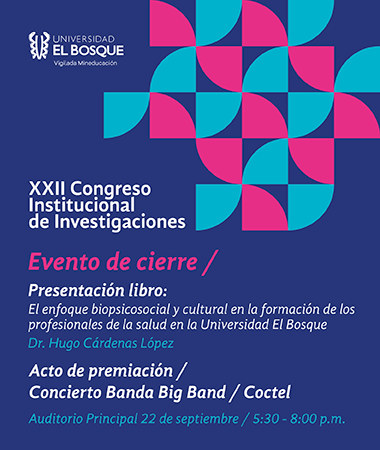 UNIVERSIDAD
EL BOSQUE
Vigilada Mineducación
XXII Congreso
Institucional
de Investigaciones
Evento de cierre /
Presentación libro:
El enfoque biopsicosocial y cultural en la formación de los
profesionales de la salud en la Universidad El Bosque
Dr. Hugo Cárdenas López
Acto de premiación /
Concierto Banda Big Band / Coctel
Auditorio Principal 22 de septiembre / 5:30 - 8:00 p.m.